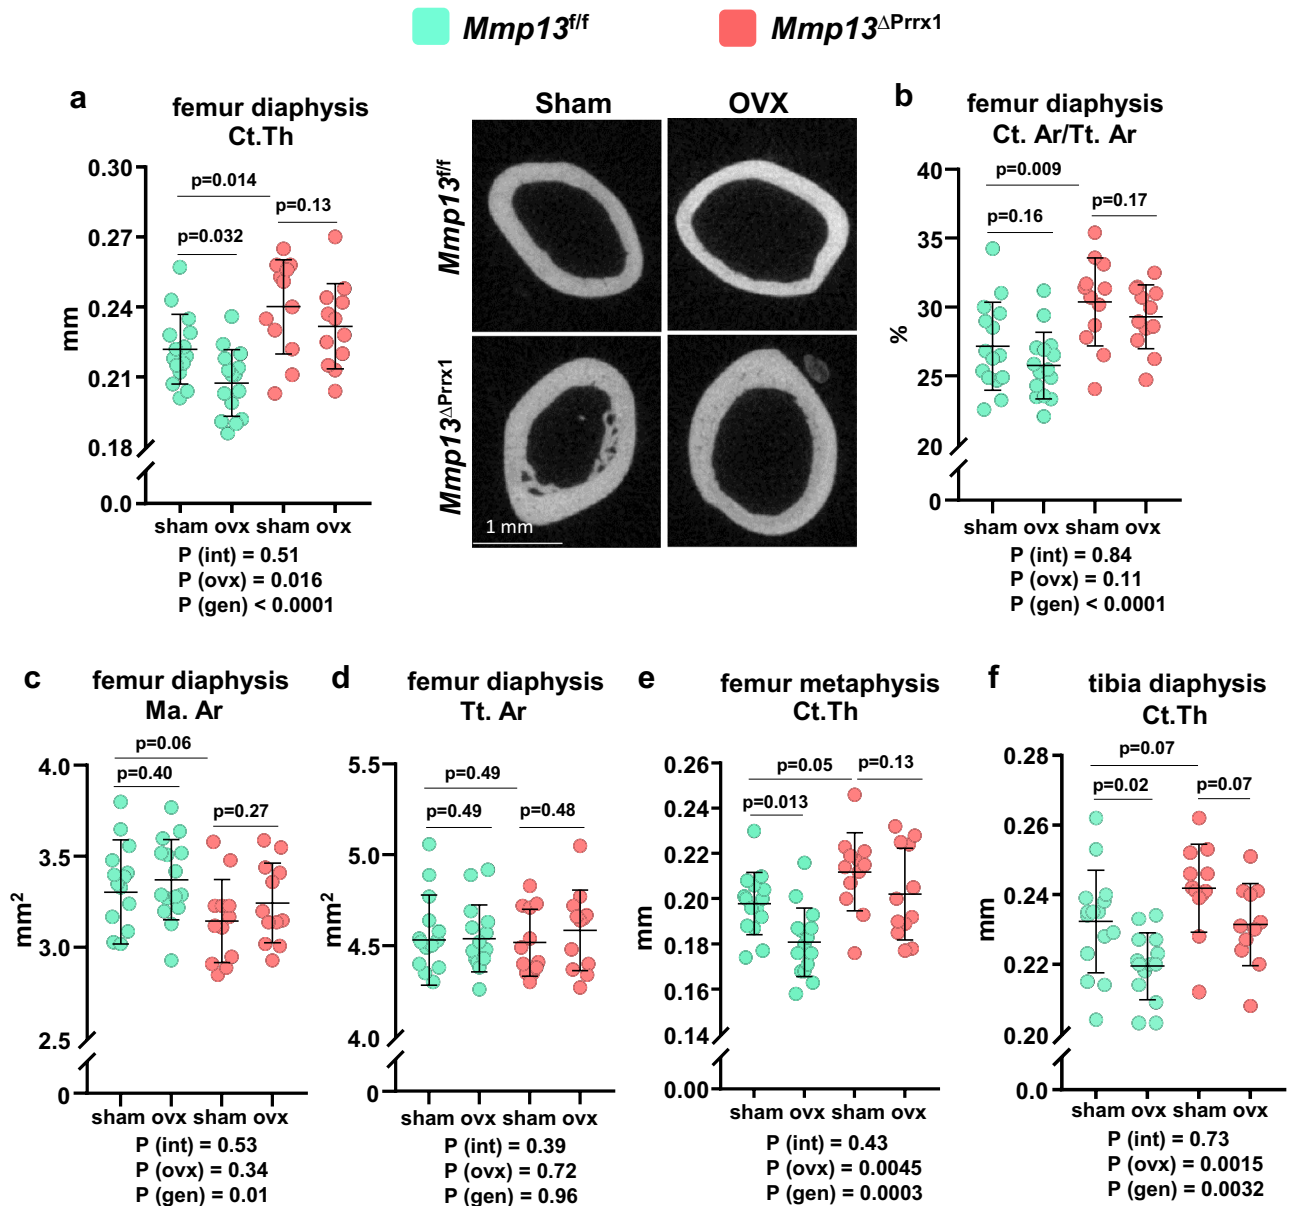 Mmp13f/f
Mmp13ΔPrrx1
a
femur diaphysis
Ct.Th
0.30
0.27
0.24
0.21
0.18
0.0
mm
p=0.014
p=0.13
p=0.032
sham ovx sham ovx
P (int) = 0.51
P (ovx) = 0.016
P (gen) < 0.0001
Sham
OVX
Mmp13f/f
Mmp13ΔPrrx1
1 mm
b
femur diaphysis
Ct. Ar/Tt. Ar
40
35
30
25
20
0
%
p=0.009
p=0.16
p=0.17
sham ovx sham ovx
P (int) = 0.84
P (ovx) = 0.11
P (gen) < 0.0001
c
femur diaphysis
Ma. Ar
4.0
3.5
3.0
2.5
0
mm2
p=0.06
p=0.40
p=0.27
sham ovx sham ovx
P (int) = 0.53
P (ovx) = 0.34
P (gen) = 0.01
d
femur diaphysis
Tt. Ar
5.5
5.0
4.5
4.0
0
mm2
p=0.49
p=0.49
p=0.48
sham ovx sham ovx
P (int) = 0.39
P (ovx) = 0.72
P (gen) = 0.96
e
femur metaphysis
Ct.Th
0.26
0.24
0.22
0.20
0.18
0.16
0.14
0.00
mm
p=0.05
p=0.13
p=0.013
sham ovx sham ovx
P (int) = 0.43
P (ovx) = 0.0045
P (gen) = 0.0003
f
tibia diaphysis
Ct.Th
0.28
0.26
0.24
0.22
0.20
0.0
mm
p=0.07
p=0.02
p=0.07
sham ovx sham ovx
P (int) = 0.73
P (ovx) = 0.0015
P (gen) = 0.0032